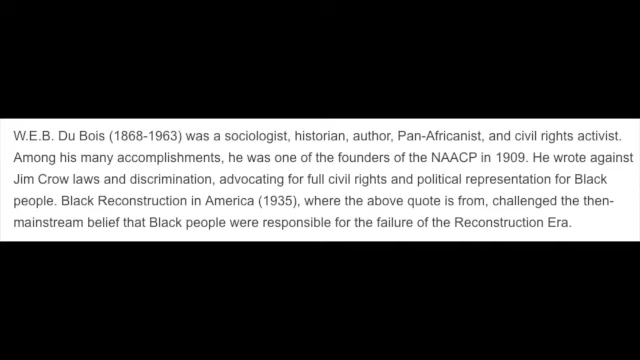 W.E.B. Du Bois (1868-1963) was a sociologist, historian, author, Pan-Africanist, and civil rights activist.
Among his many accomplishments, he was one of the founders of the NAACP in 1909. He wrote against
Jim Crow laws and discrimination, advocating for full civil rights and political representation for Black
people. Black Reconstruction in America (1935), where the above quote is from, challenged the then-
mainstream belief that Black people were responsible for the failure of the Reconstruction Era.